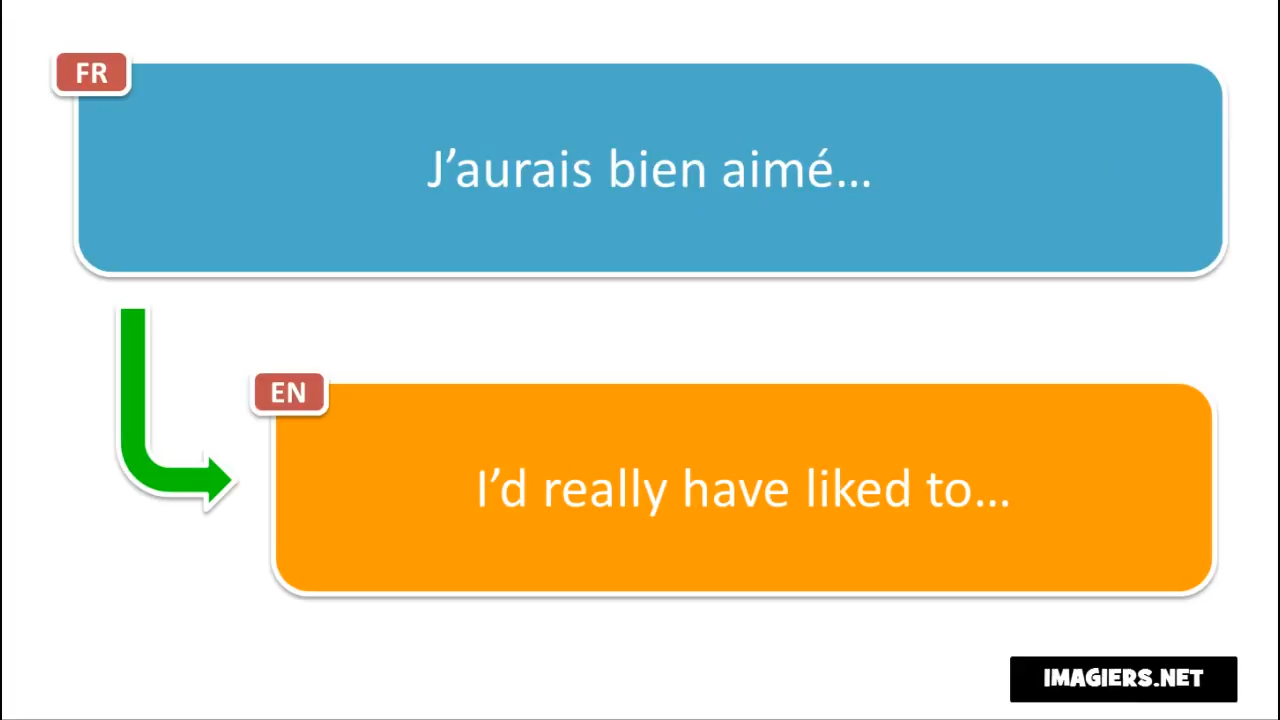 FR
J’aurais bien aimé...
EN
I’d really have liked to...
IMAGIERS.NET